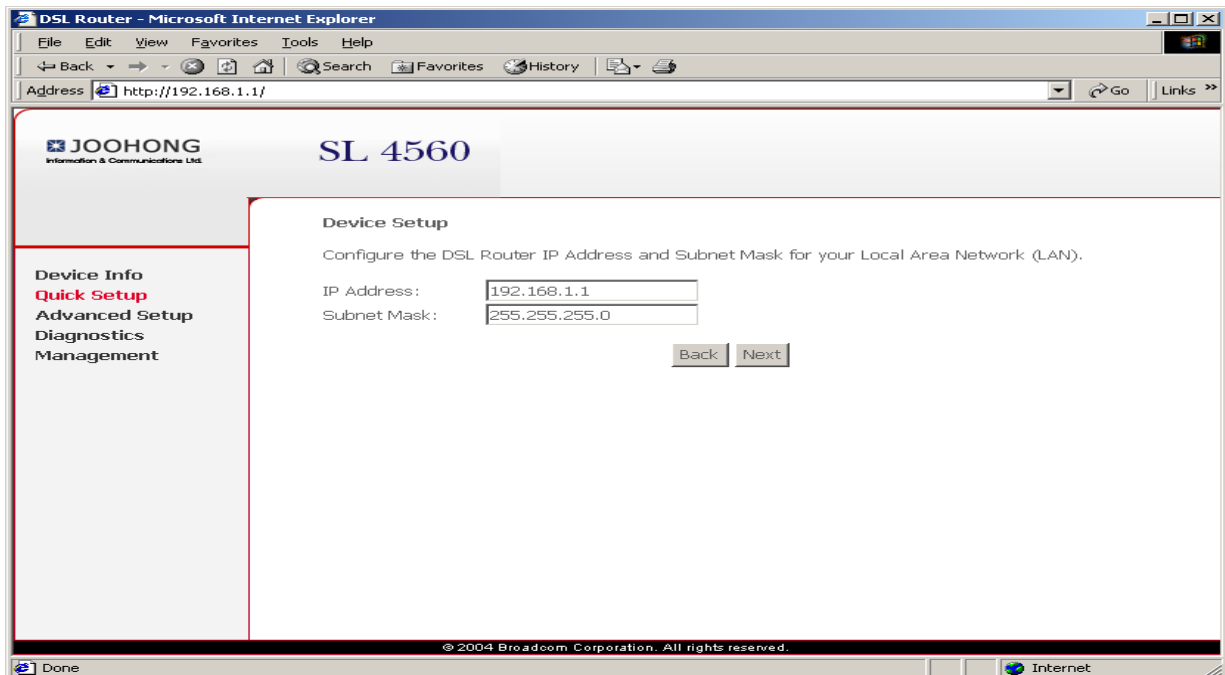 DSL Router - Microsoft Internet Explorer
File Edit View Favorites Tools Help
Back Search Favorites History
Address http://192.168.1.1/ Go Links »
JOOHONG
Information & Communications Ltd.
SL 4560
Device Setup
Configure the DSL Router IP Address and Subnet Mask for your Local Area Network (LAN).
Device Info
Quick Setup
Advanced Setup
Diagnostics
Management
IP Address: 192.168.1.1
Subnet Mask: 255.255.255.0
Back Next
© 2004 Broadcom Corporation. All rights reserved.
Done Internet